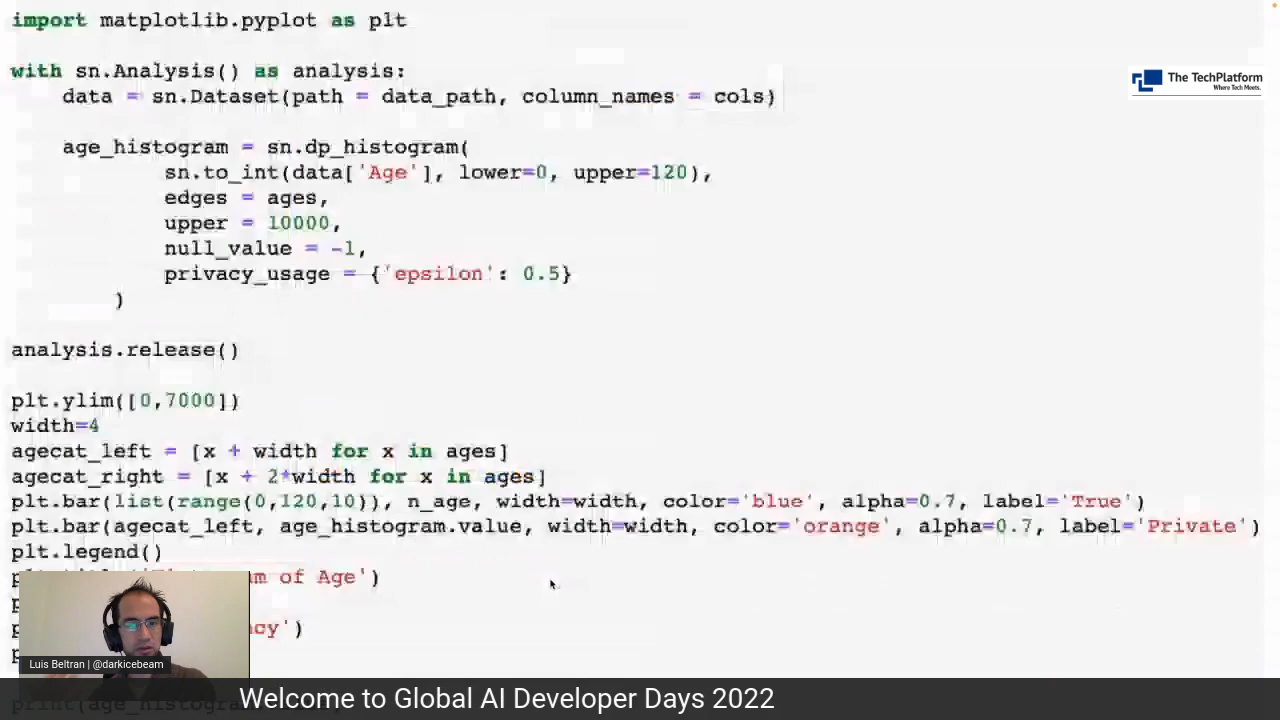 import matplotlib.pyplot as plt
with sn.Analysis() as analysis:
    data = sn.Dataset(path = data_path, column_names = cols)
The TechPlatform
Where Tech Meets.
    age_histogram = sn.dp_histogram(
            sn.to_int(data['Age'], lower=0, upper=120),
            edges = ages,
            upper = 10000,
            null_value = -1,
            privacy_usage = {'epsilon': 0.5}
        )
analysis.release()
plt.ylim([0,7000])
width=4
agecat_left = [x + width for x in ages]
agecat_right = [x + 2*width for x in ages]
plt.bar(list(range(0,120,10)), n_age, width=width, color='blue', alpha=0.7, label='True')
plt.bar(agecat_left, age_histogram.value, width=width, color='orange', alpha=0.7, label='Private')
plt.legend()
of Age')
Luis Beltran | @darkicebeam
Welcome to Global AI Developer Days 2022